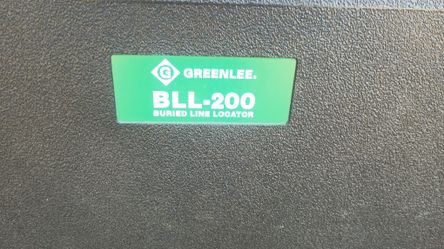 G GREENLEE.
BLL-200
BURIED LINE LOCATOR